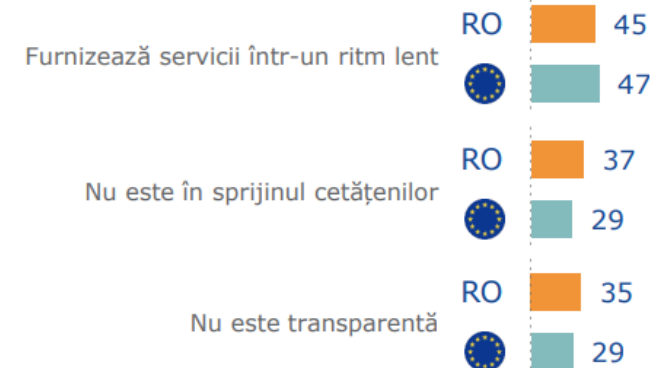 RO 45
Furnizează servicii într-un ritm lent
47
RO 37
Nu este în sprijinul cetățenilor
29
RO 35
Nu este transparentă
29